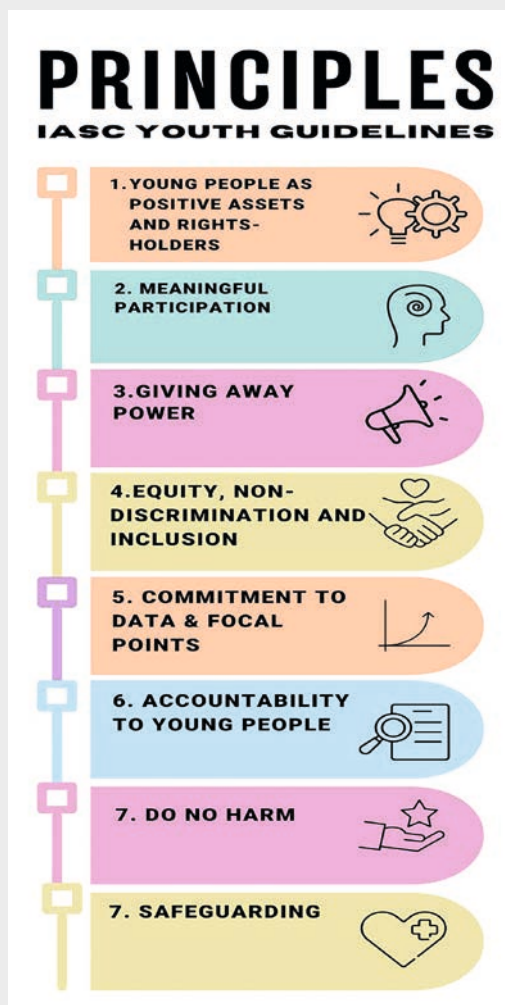 PRINCIPLES
IASC YOUTH GUIDELINES
1.YOUNG PEOPLE AS
POSITIVE ASSETS
AND RIGHTS-
HOLDERS
2. MEANINGFUL
PARTICIPATION
3.GIVING AWAY
POWER
4.EQUITY, NON-
DISCRIMINATION AND
INCLUSION
5. COMMITMENT TO
DATA & FOCAL
POINTS
6. ACCOUNTABILITY
TO YOUNG PEOPLE
7. DO NO HARM
7. SAFEGUARDING